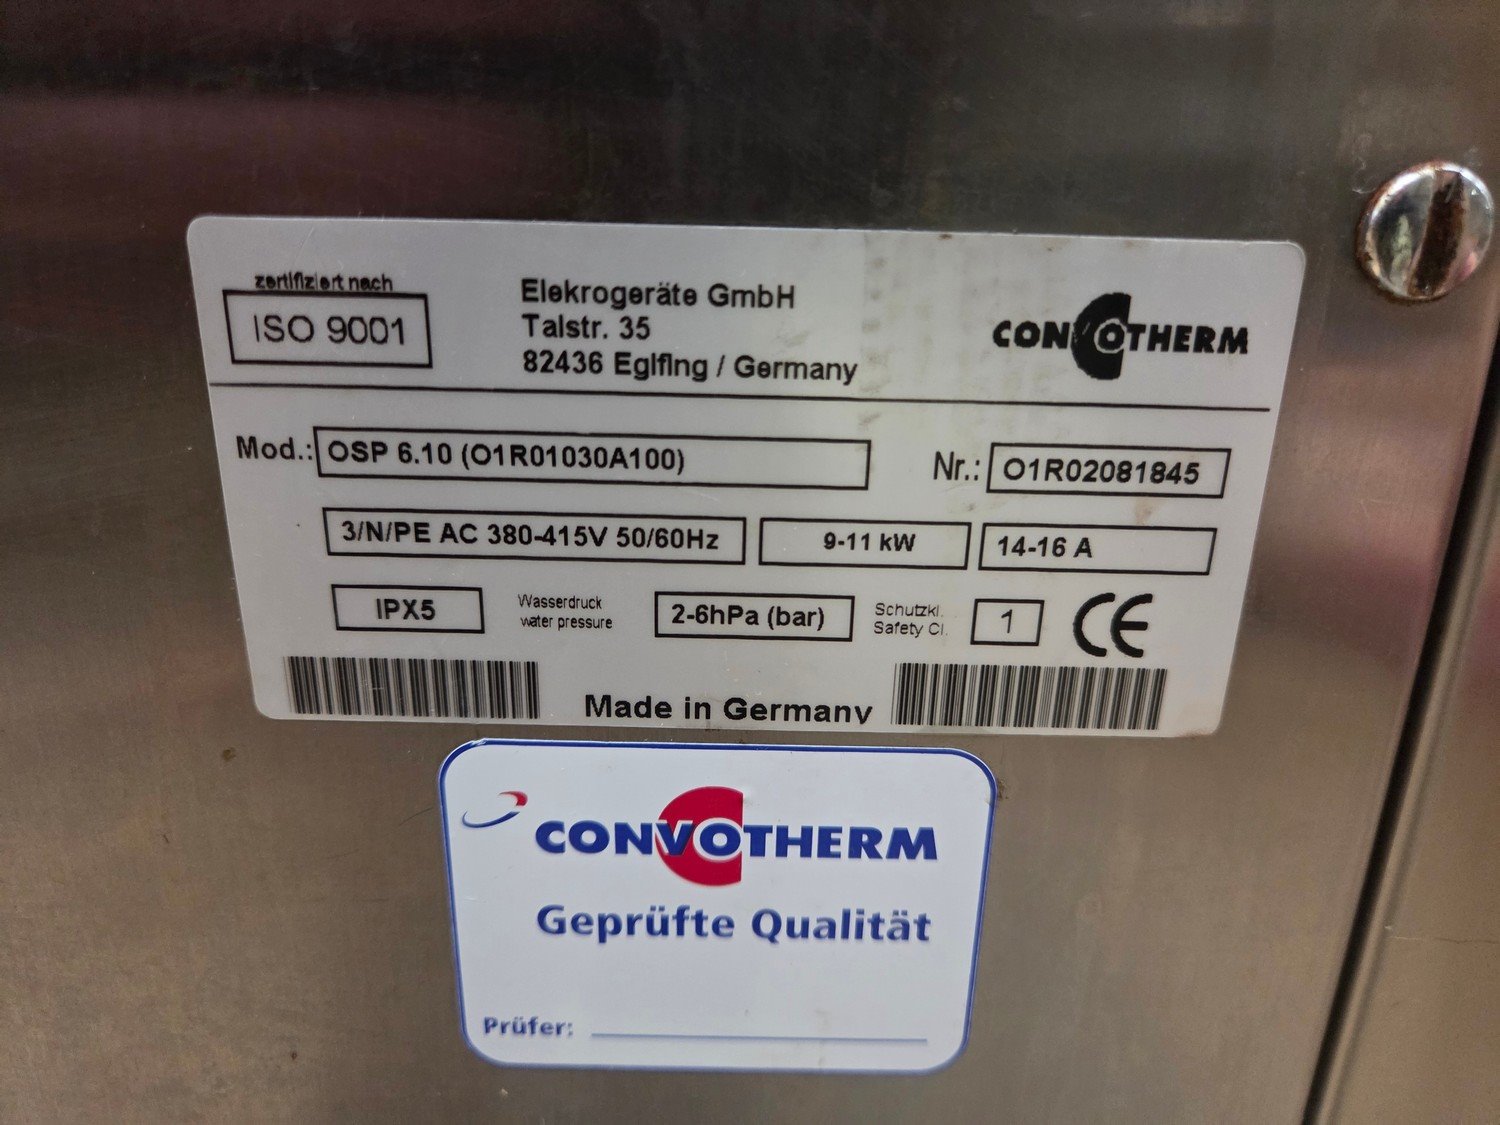 zertifiziert nach
ISO 9001
Elekrogeräte GmbH
Talstr. 35
82436 Eglfing / Germany
CONVOTHERM
Mod.: OSP 6.10 (O1R01030A100)
Nr.: O1R02081845
3/N/PE AC 380-415V 50/60Hz
9-11 kW
14-16 A
IPX5
Wasserdruck
water pressure
2-6hPa (bar)
Schutzkl.
Safety Cl.
1
CE
Made in Germany
CONVOTHERM
Geprüfte Qualität
Prüfer: